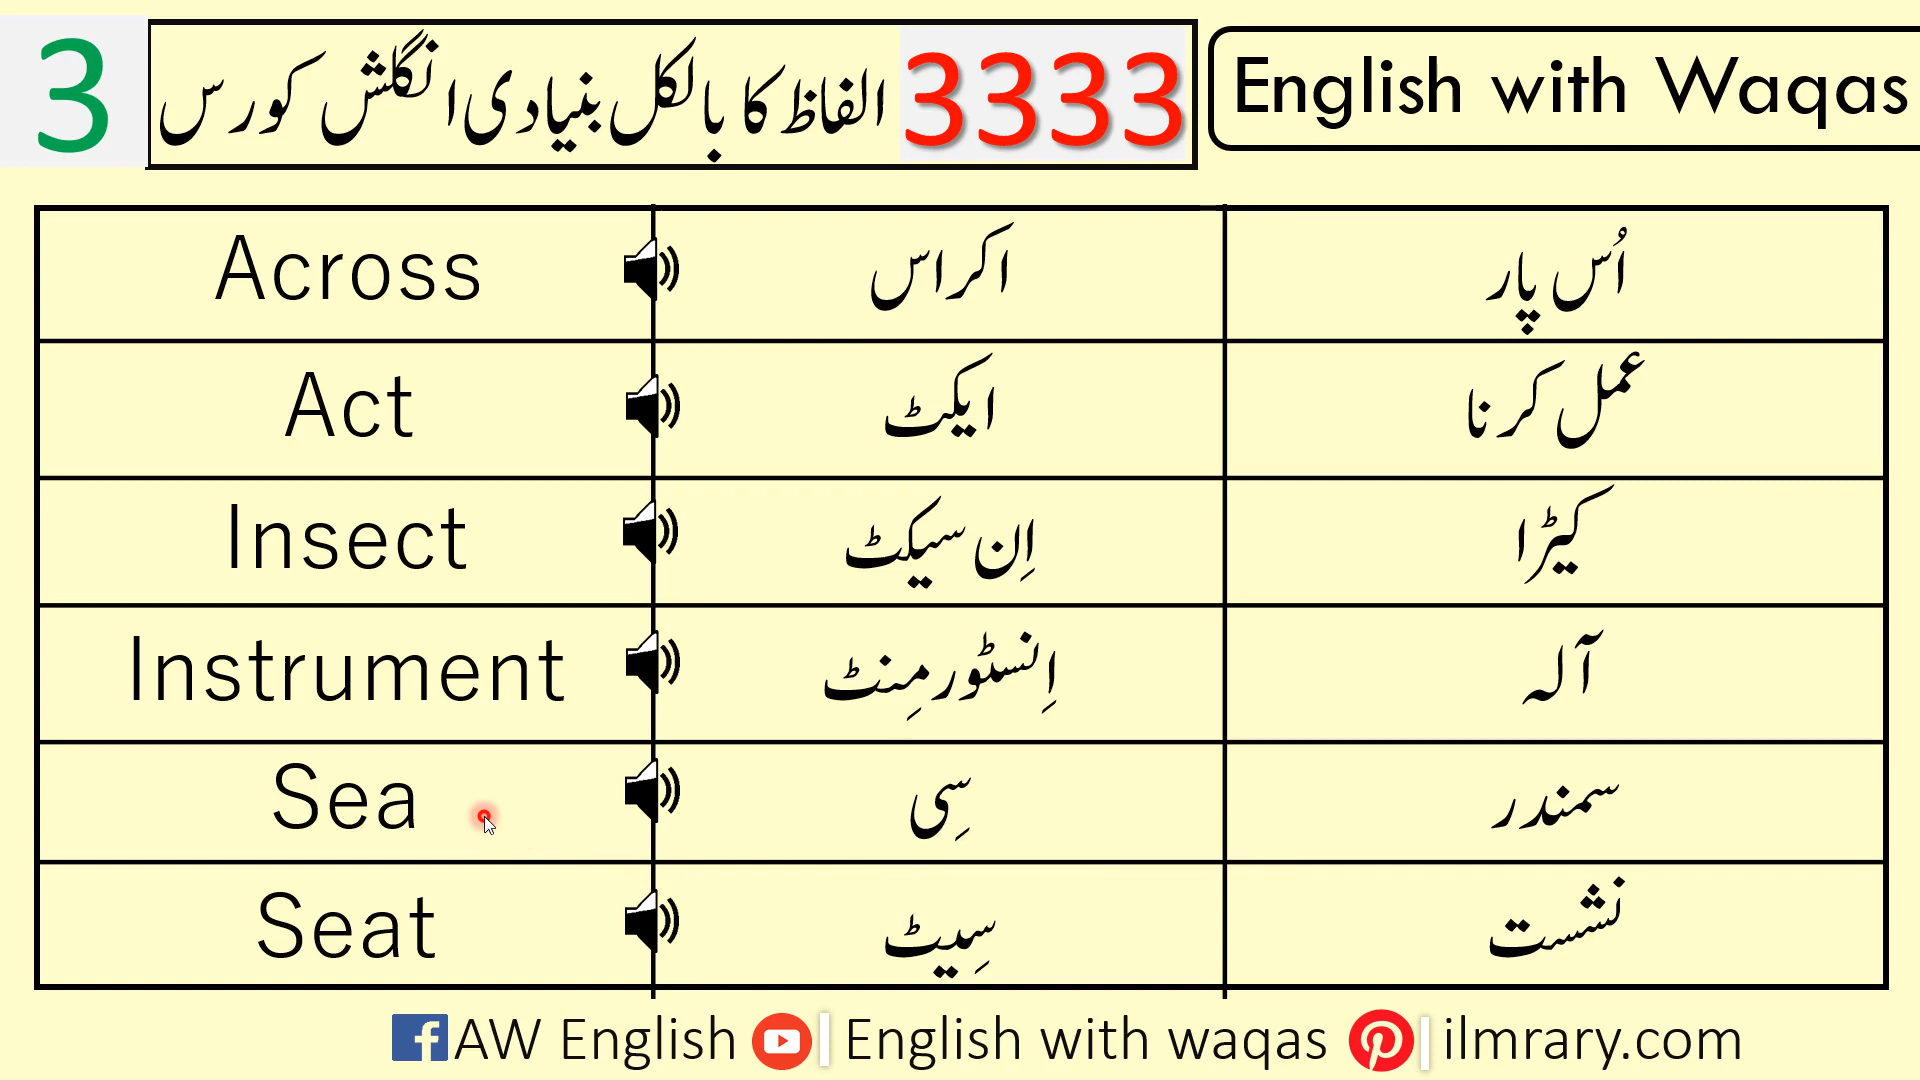 3
3333 الفاظ کا بالکل بنیادی انگلش کورس
English with Waqas
Across اکراس اُس پار
Act ایکٹ عمل کرنا
Insect اِن سیکٹ کیڑا
Instrument اِنسٹورمِنٹ آلہ
Sea سِی سمندر
Seat سِیٹ نشست
AW English | English with waqas | ilmrary.com